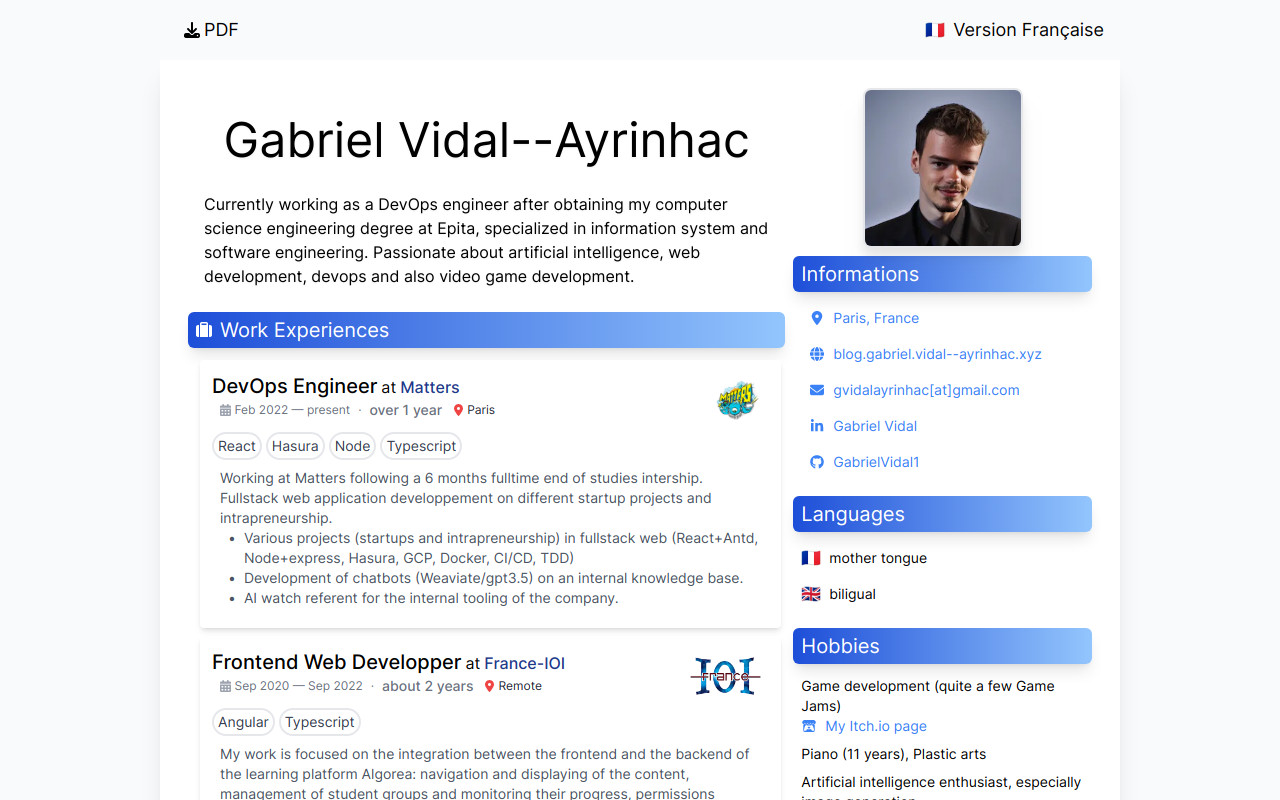 PDF
Version Française
Gabriel Vidal--Ayrinhac
Currently working as a DevOps engineer after obtaining my computer
science engineering degree at Epita, specialized in information system and
software engineering. Passionate about artificial intelligence, web
development, devops and also video game development.
Work Experiences
DevOps Engineer at Matters
Feb 2022 — present · over 1 year Paris
MATTERS
React Hasura Node Typescript
Working at Matters following a 6 months fulltime end of studies intership.
Fullstack web application developpement on different startup projects and
intrapreneurship.
• Various projects (startups and intrapreneurship) in fullstack web (React+Antd,
Node+express, Hasura, GCP, Docker, CI/CD, TDD)
• Development of chatbots (Weaviate/gpt3.5) on an internal knowledge base.
• AI watch referent for the internal tooling of the company.
Frontend Web Developper at France-IOI
Sep 2020 — Sep 2022 · about 2 years Remote
IOI
france
Angular Typescript
My work is focused on the integration between the frontend and the backend of
the learning platform Algorea: navigation and displaying of the content,
management of student groups and monitoring their progress, permissions
Informations
Paris, France
blog.gabriel.vidal--ayrinhac.xyz
gvidalayrinhac[at]gmail.com
Gabriel Vidal
GabrielVidal1
Languages
mother tongue
biligual
Hobbies
Game development (quite a few Game
Jams)
My Itch.io page
Piano (11 years), Plastic arts
Artificial intelligence enthusiast, especially
image generation